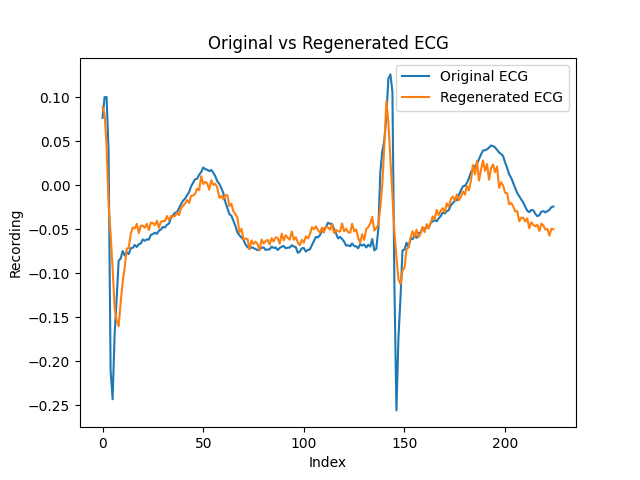 Original vs Regenerated ECG
Original ECG
Regenerated ECG
0.10
0.05
0.00
−0.05
−0.10
−0.15
−0.20
−0.25
Recording
0 50 100 150 200
Index